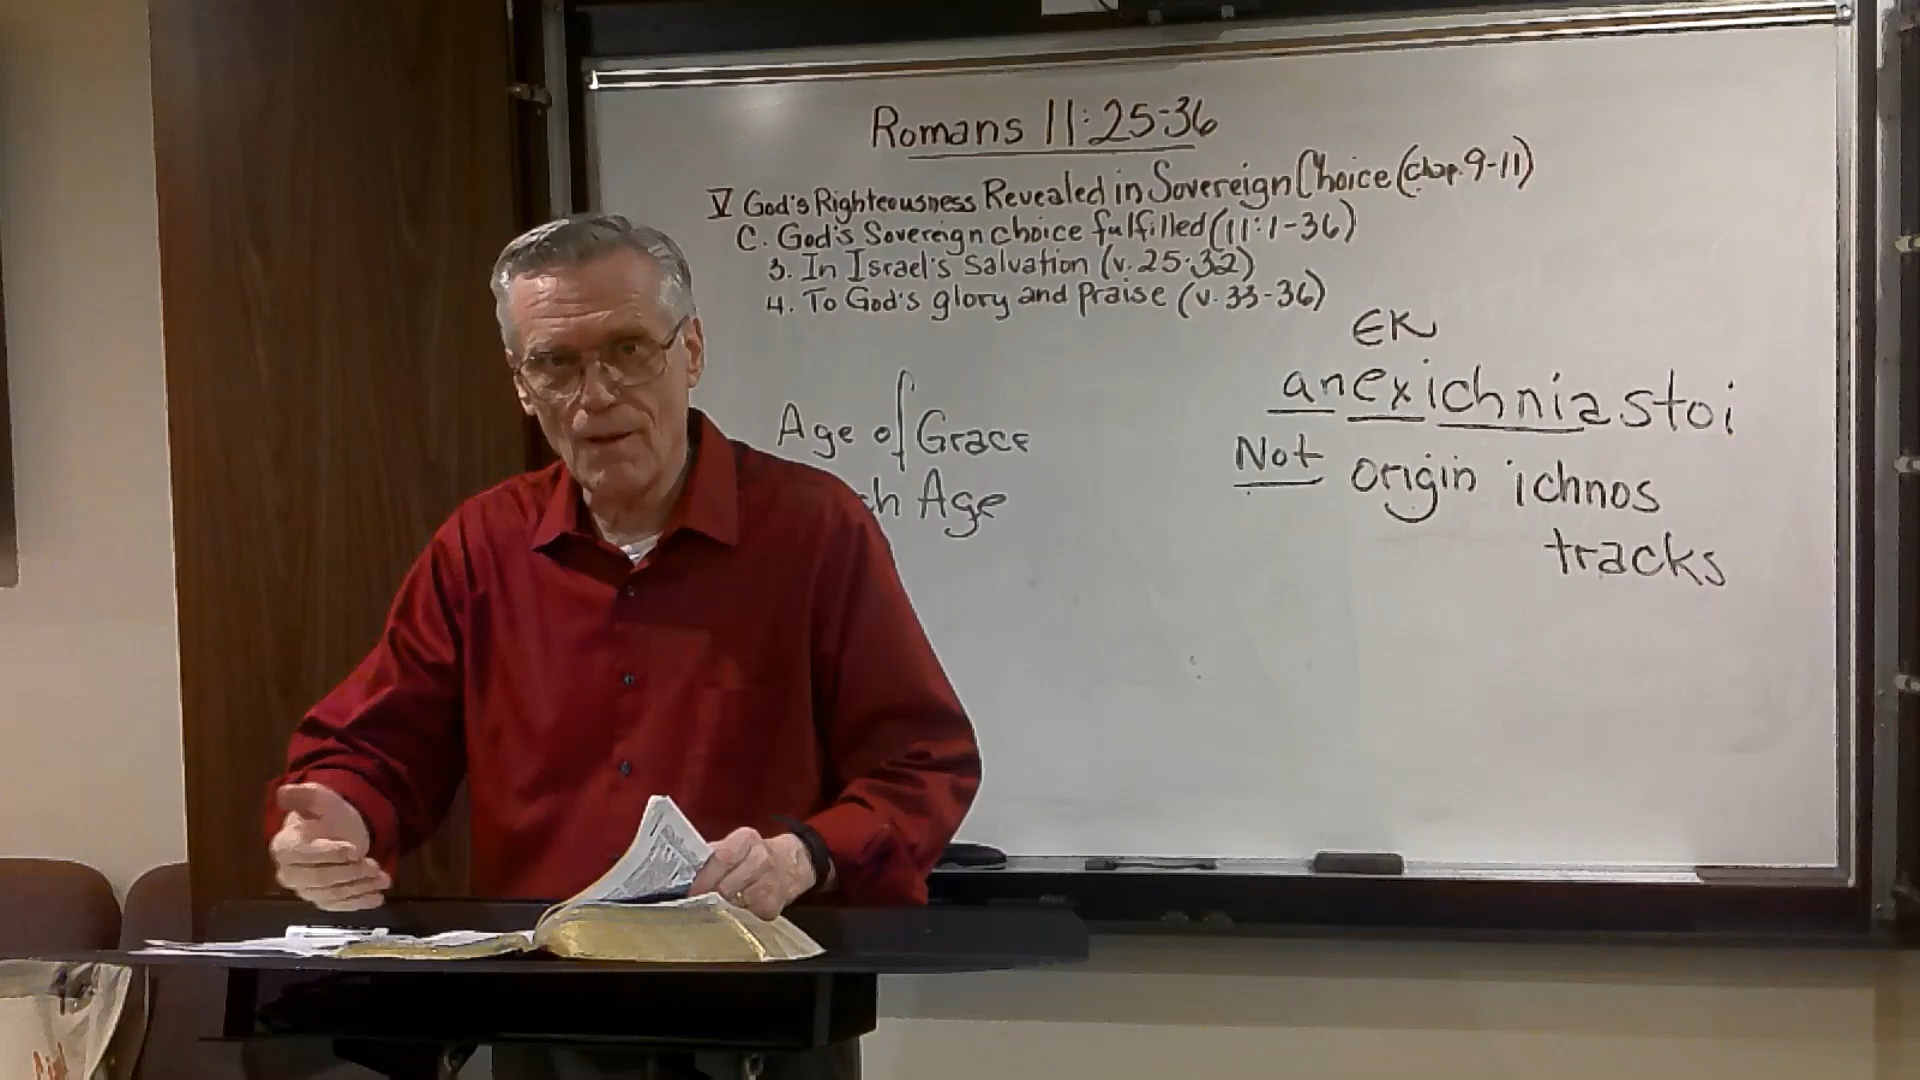 Romans 11:25-36
V God's Righteousness Revealed in Sovereign Choice (chap. 9-11)
C. God's Sovereign choice fulfilled (11:1-36)
3. In Israel's Salvation (v. 25-32)
4. To God's glory and Praise (v. 33-36)
Age of Grace
Age
EK
anexichniastoi
Not origin ichnos
tracks